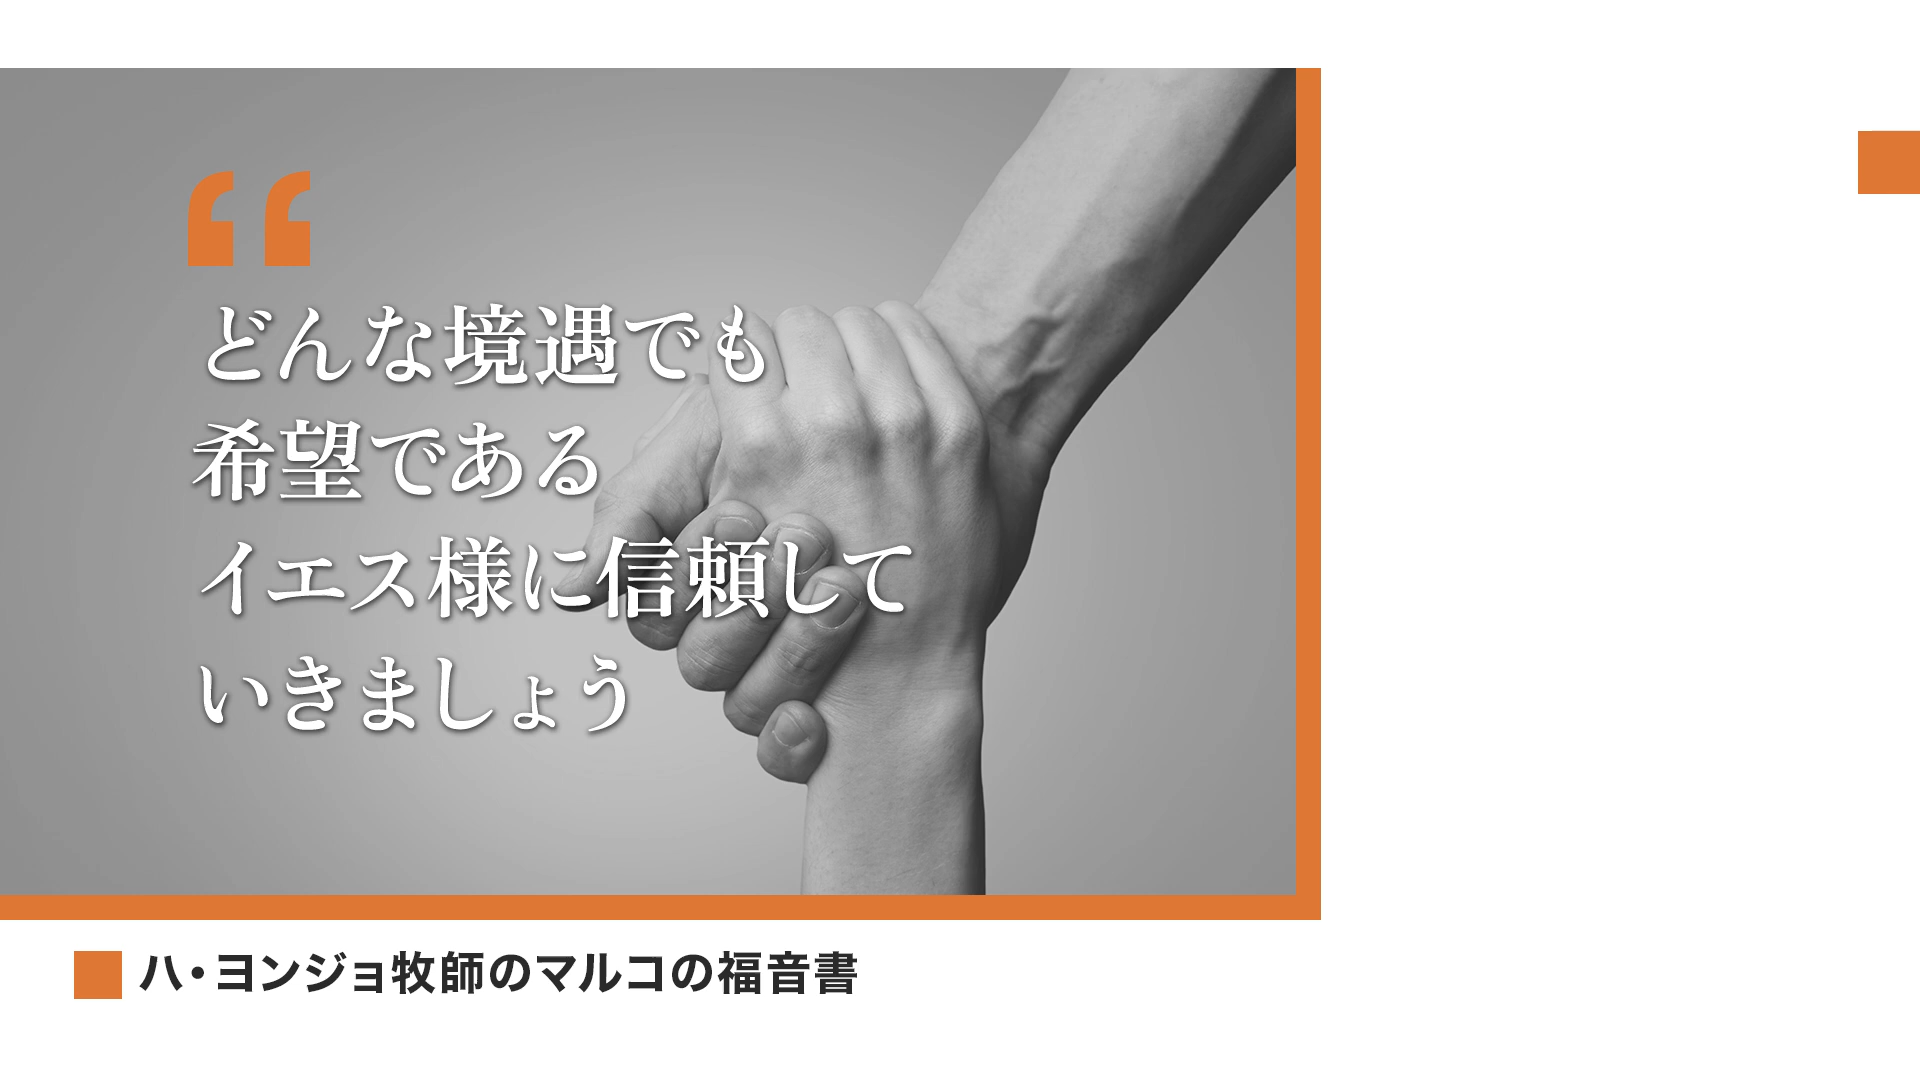 “
どんな境遇でも
希望である
イエス様に信頼して
いきましょう
ハ・ヨンジョ牧師のマルコの福音書